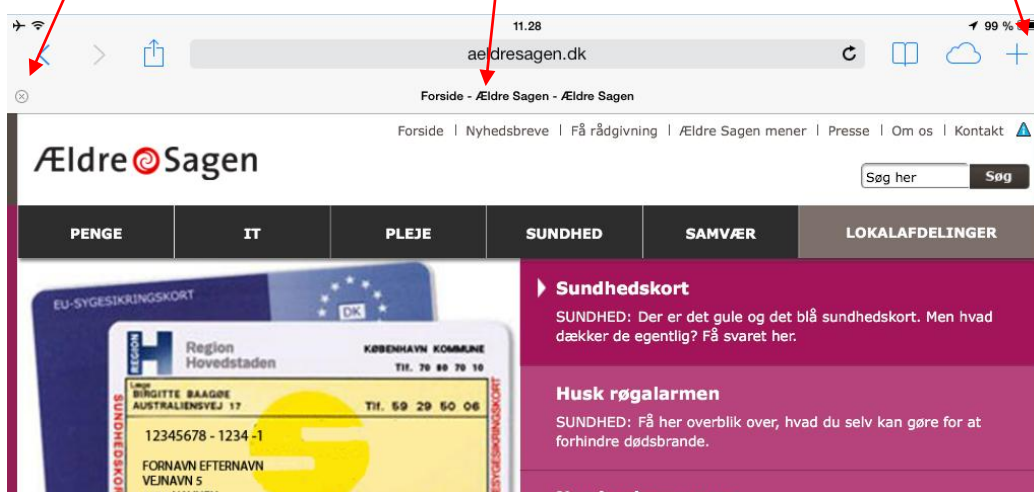 11.28
99 %
aeldresagen.dk
Forside - Ældre Sagen - Ældre Sagen
Forside | Nyhedsbreve | Få rådgivning | Ældre Sagen mener | Presse | Om os | Kontakt
Ældre Sagen
Søg her
Søg
PENGE
IT
PLEJE
SUNDHED
SAMVÆR
LOKALAFDELINGER
EU-SYGESIKRINGSKORT
DK
REGION
Region
Hovedstaden
KØBENHAVN KOMMUNE
Tlf. 70 80 70 10
Læge
BIRGITTE BAAGØE
AUSTRALIENSVEJ 17
Tlf. 59 29 50 06
12345678 - 1234 -1
FORNAVN EFTERNAVN
VEJNAVN 5
Sundhedskort
SUNDHED: Der er det gule og det blå sundhedskort. Men hvad
dækker de egentlig? Få svaret her.
Husk røgalarmen
SUNDHED: Få her overblik over, hvad du selv kan gøre for at
forhindre dødsbrande.